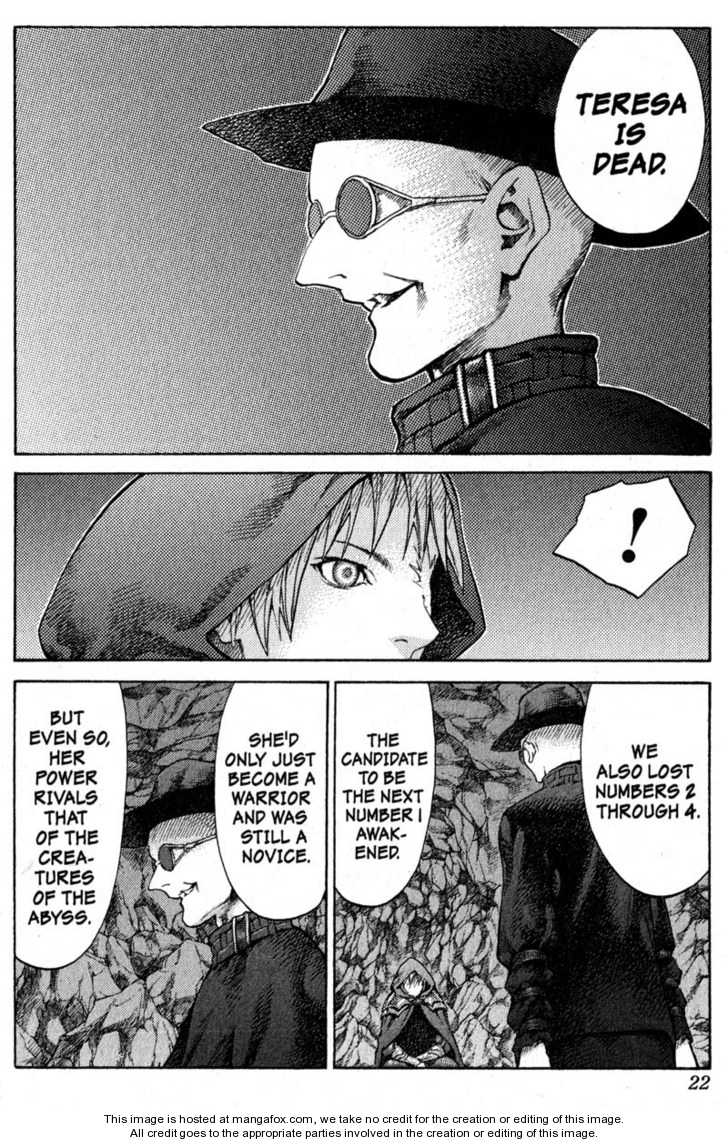 TERESA
IS
DEAD.
!
WE
ALSO LOST
NUMBERS 2
THROUGH 4.
THE
CANDIDATE
TO BE
THE NEXT
NUMBER 1
AWAK-
ENED.
SHE'D
ONLY JUST
BECOME A
WARRIOR
AND WAS
STILL A
NOVICE.
BUT
EVEN SO,
HER
POWER
RIVALS
THAT
OF THE
CREA-
TURES
OF THE
ABYSS.
22
This image is hosted at mangafox.com, we take no credit for the creation or editing of this image.
All credit goes to the appropriate parties involved in the creation or editing of this image.